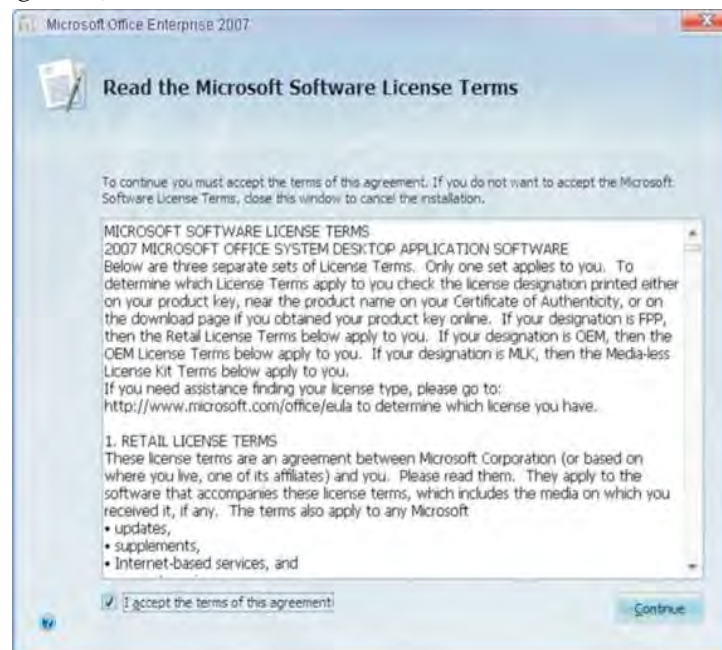 Microsoft Office Enterprise 2007
Read the Microsoft Software License Terms
To continue you must accept the terms of this agreement. If you do not want to accept the Microsoft
Software License Terms, close this window to cancel the installation.
MICROSOFT SOFTWARE LICENSE TERMS
2007 MICROSOFT OFFICE SYSTEM DESKTOP APPLICATION SOFTWARE
Below are three separate sets of License Terms. Only one set applies to you. To
determine which License Terms apply to you check the license designation printed either
on your product key, near the product name on your Certificate of Authenticity, or on
the download page if you obtained your product key online. If your designation is FPP,
then the Retail License Terms below apply to you. If your designation is OEM, then the
OEM License Terms below apply to you. If your designation is MLK, then the Media-less
License Kit Terms below apply to you.
If you need assistance finding your license type, please go to:
http://www.microsoft.com/office/eula to determine which license you have.
1. RETAIL LICENSE TERMS
These license terms are an agreement between Microsoft Corporation (or based on
where you live, one of its affiliates) and you. Please read them. They apply to the
software that accompanies these license terms, which includes the media on which you
received it, if any. The terms also apply to any Microsoft
• updates,
• supplements,
• Internet-based services, and
I accept the terms of this agreement
Continue